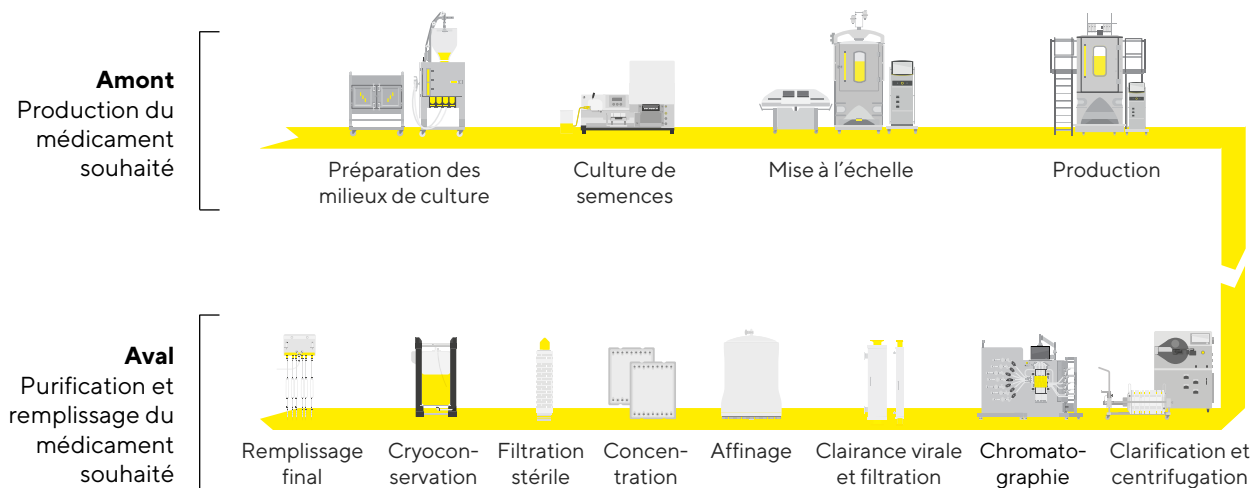 Amont
Production du
médicament
souhaité
Préparation des
milieux de culture
Culture de
semences
Mise à l’échelle
Production
Aval
Purification et
remplissage du
médicament
souhaité
Remplissage
final
Cryocon-
servation
Filtration
stérile
Concen-
tration
Affinage
Clairance virale
et filtration
Chromato-
graphie
Clarification et
centrifugation